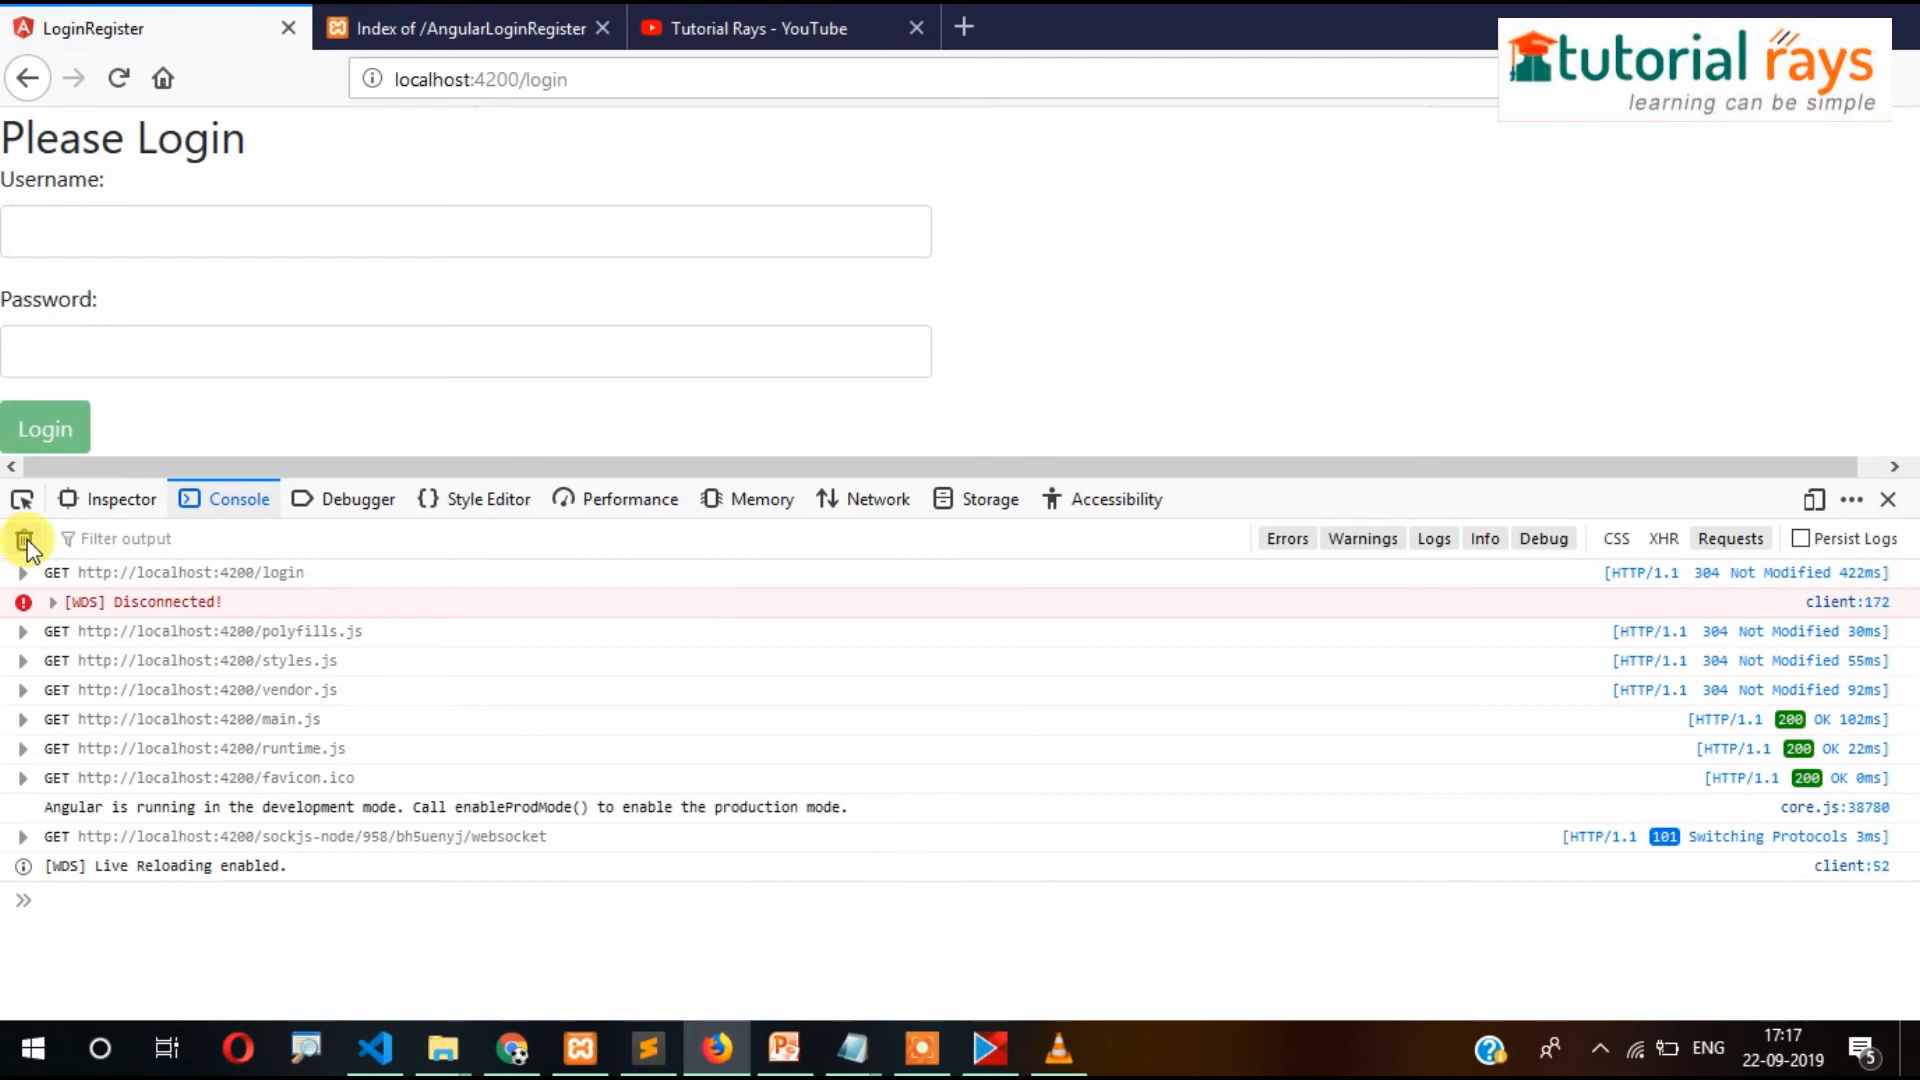 LoginRegister
Index of /AngularLoginRegister
Tutorial Rays - YouTube
tutorial rays
learning can be simple
localhost:4200/login
Please Login
Username:
Password:
Login
Inspector
Console
Debugger
Style Editor
Performance
Memory
Network
Storage
Accessibility
Filter output
Errors
Warnings
Logs
Info
Debug
CSS
XHR
Requests
Persist Logs
GET http://localhost:4200/login [HTTP/1.1 304 Not Modified 422ms]
[WDS] Disconnected! client:172
GET http://localhost:4200/polyfills.js [HTTP/1.1 304 Not Modified 30ms]
GET http://localhost:4200/styles.js [HTTP/1.1 304 Not Modified 55ms]
GET http://localhost:4200/vendor.js [HTTP/1.1 304 Not Modified 92ms]
GET http://localhost:4200/main.js [HTTP/1.1 200 OK 102ms]
GET http://localhost:4200/runtime.js [HTTP/1.1 200 OK 22ms]
GET http://localhost:4200/favicon.ico [HTTP/1.1 200 OK 0ms]
Angular is running in the development mode. Call enableProdMode() to enable the production mode. core.js:38780
GET http://localhost:4200/sockjs-node/958/bh5uenyj/websocket [HTTP/1.1 101 Switching Protocols 3ms]
[WDS] Live Reloading enabled. client:52
ENG
17:17
22-09-2019
5